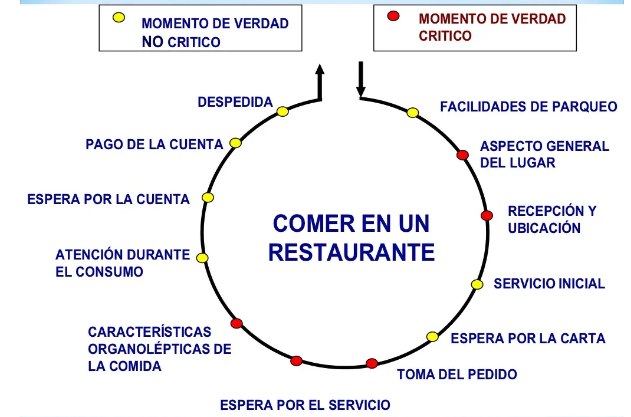 MOMENTO DE VERDAD
NO CRITICO
MOMENTO DE VERDAD
CRITICO
DESPEDIDA
FACILIDADES DE PARQUEO
PAGO DE LA CUENTA
ASPECTO GENERAL
DEL LUGAR
ESPERA POR LA CUENTA
RECEPCIÓN Y
UBICACIÓN
COMER EN UN
RESTAURANTE
ATENCIÓN DURANTE
EL CONSUMO
SERVICIO INICIAL
CARACTERÍSTICAS
ORGANOLÉPTICAS DE
LA COMIDA
ESPERA POR LA CARTA
TOMA DEL PEDIDO
ESPERA POR EL SERVICIO